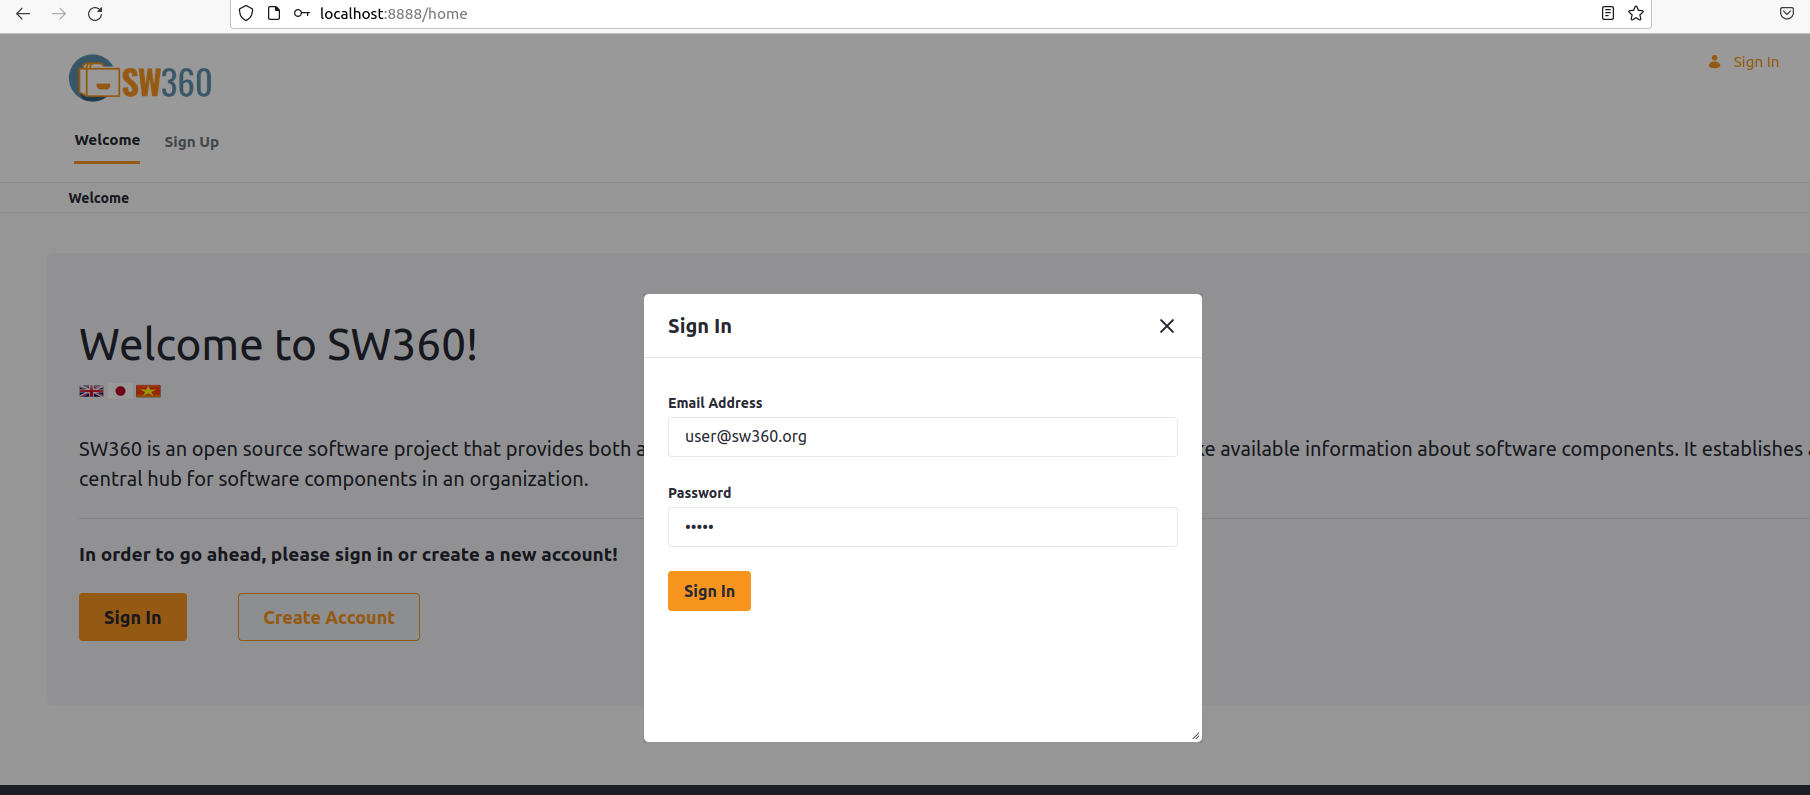 localhost:8888/home
SW360
Sign In
Welcome
Sign Up
Welcome
Welcome to SW360!
SW360 is an open source software project that provides both
available information about software components. It establishes
central hub for software components in an organization.
In order to go ahead, please sign in or create a new account!
Sign In
Create Account
Sign In
Email Address
user@sw360.org
Password
•••••
Sign In